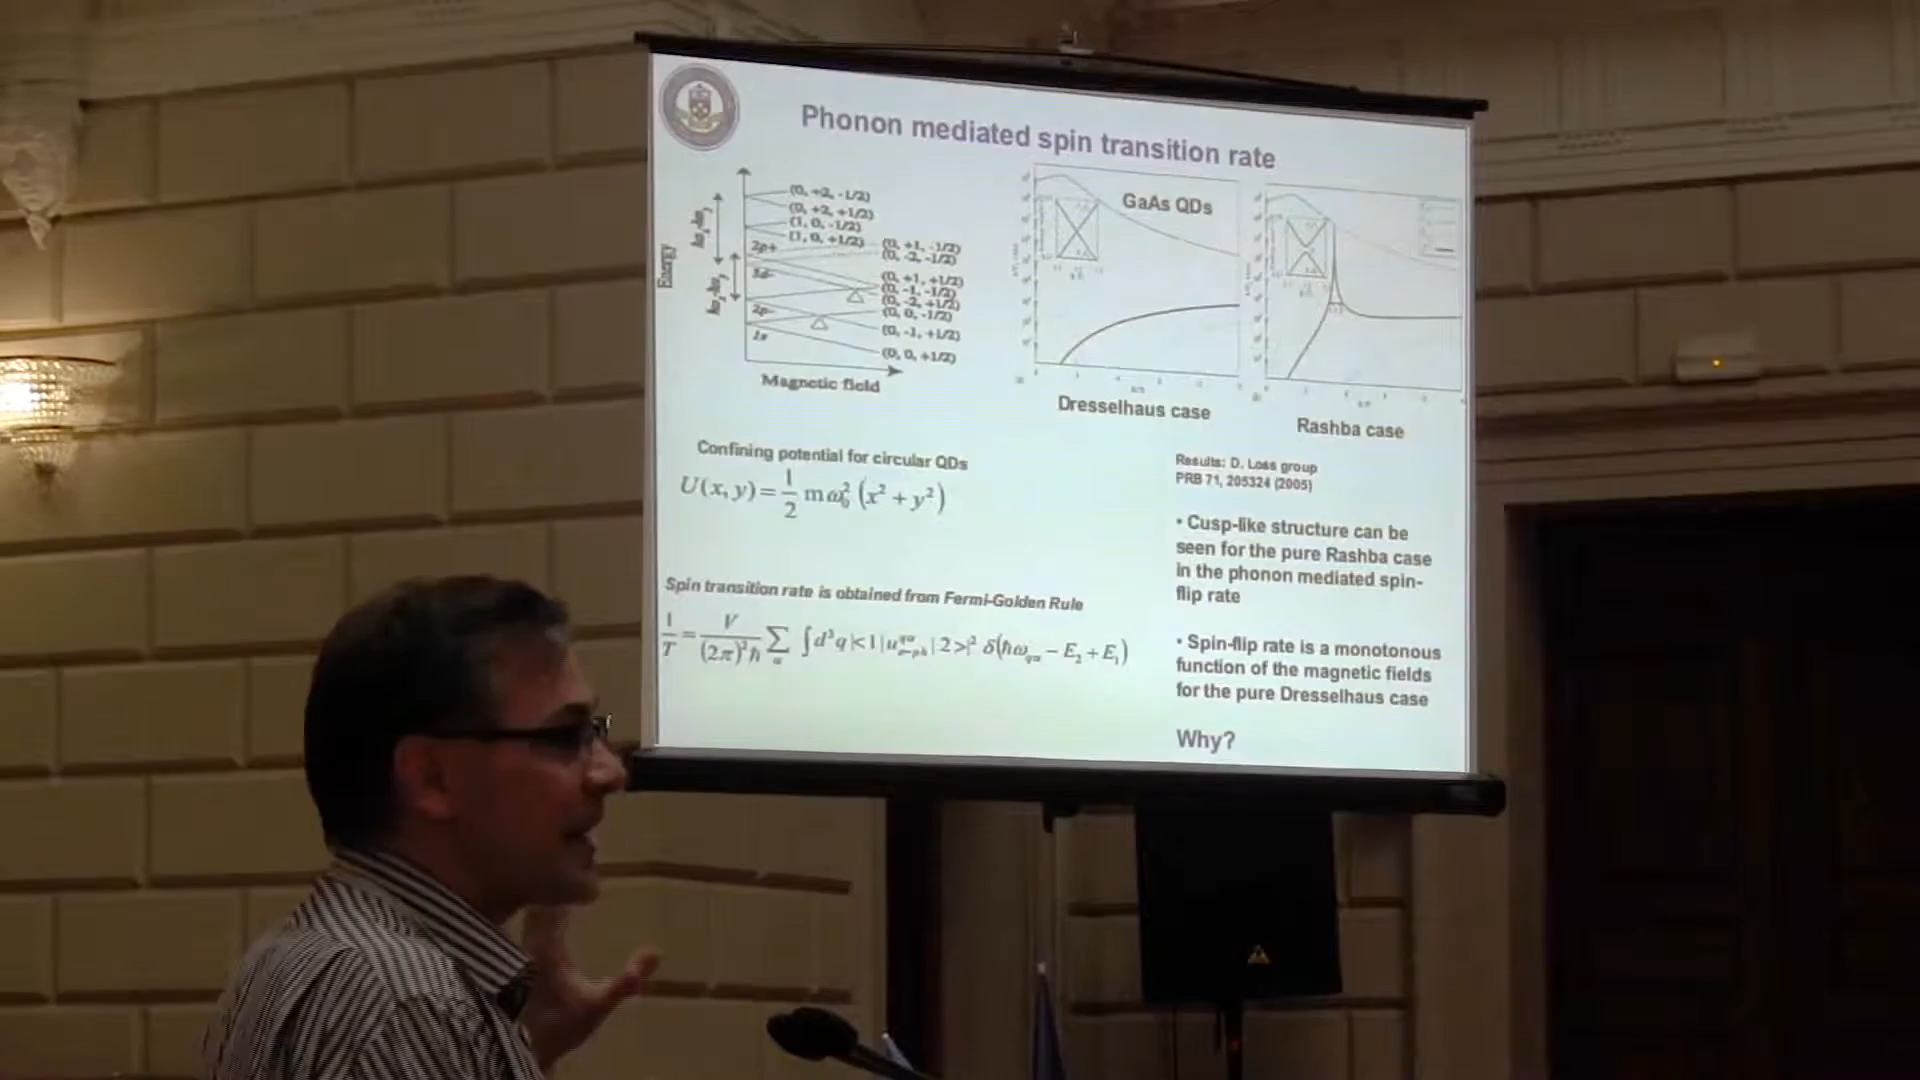 Phonon mediated spin transition rate
(0, +2, -1/2)
(0, +2, +1/2)
(1, 0, -1/2)
(1, 0, +1/2)
(0, +1, -1/2)
(0, -2, -1/2)
(0, +1, +1/2)
(0, -1, -1/2)
(0, -2, +1/2)
(0, 0, -1/2)
(0, -1, +1/2)
(0, 0, +1/2)
2p+
3d-
2p-
1s
Energy
Magnetic field
GaAs QDs
Dresselhaus case
Rashba case
Confining potential for circular QDs
U(x, y) = 1/2 mω₀² (x² + y²)
Spin transition rate is obtained from Fermi-Golden Rule
Results: D. Loss group
PRB 71, 205324 (2005)
• Cusp-like structure can be
seen for the pure Rashba case
in the phonon mediated spin-
flip rate
• Spin-flip rate is a monotonous
function of the magnetic fields
for the pure Dresselhaus case
Why?